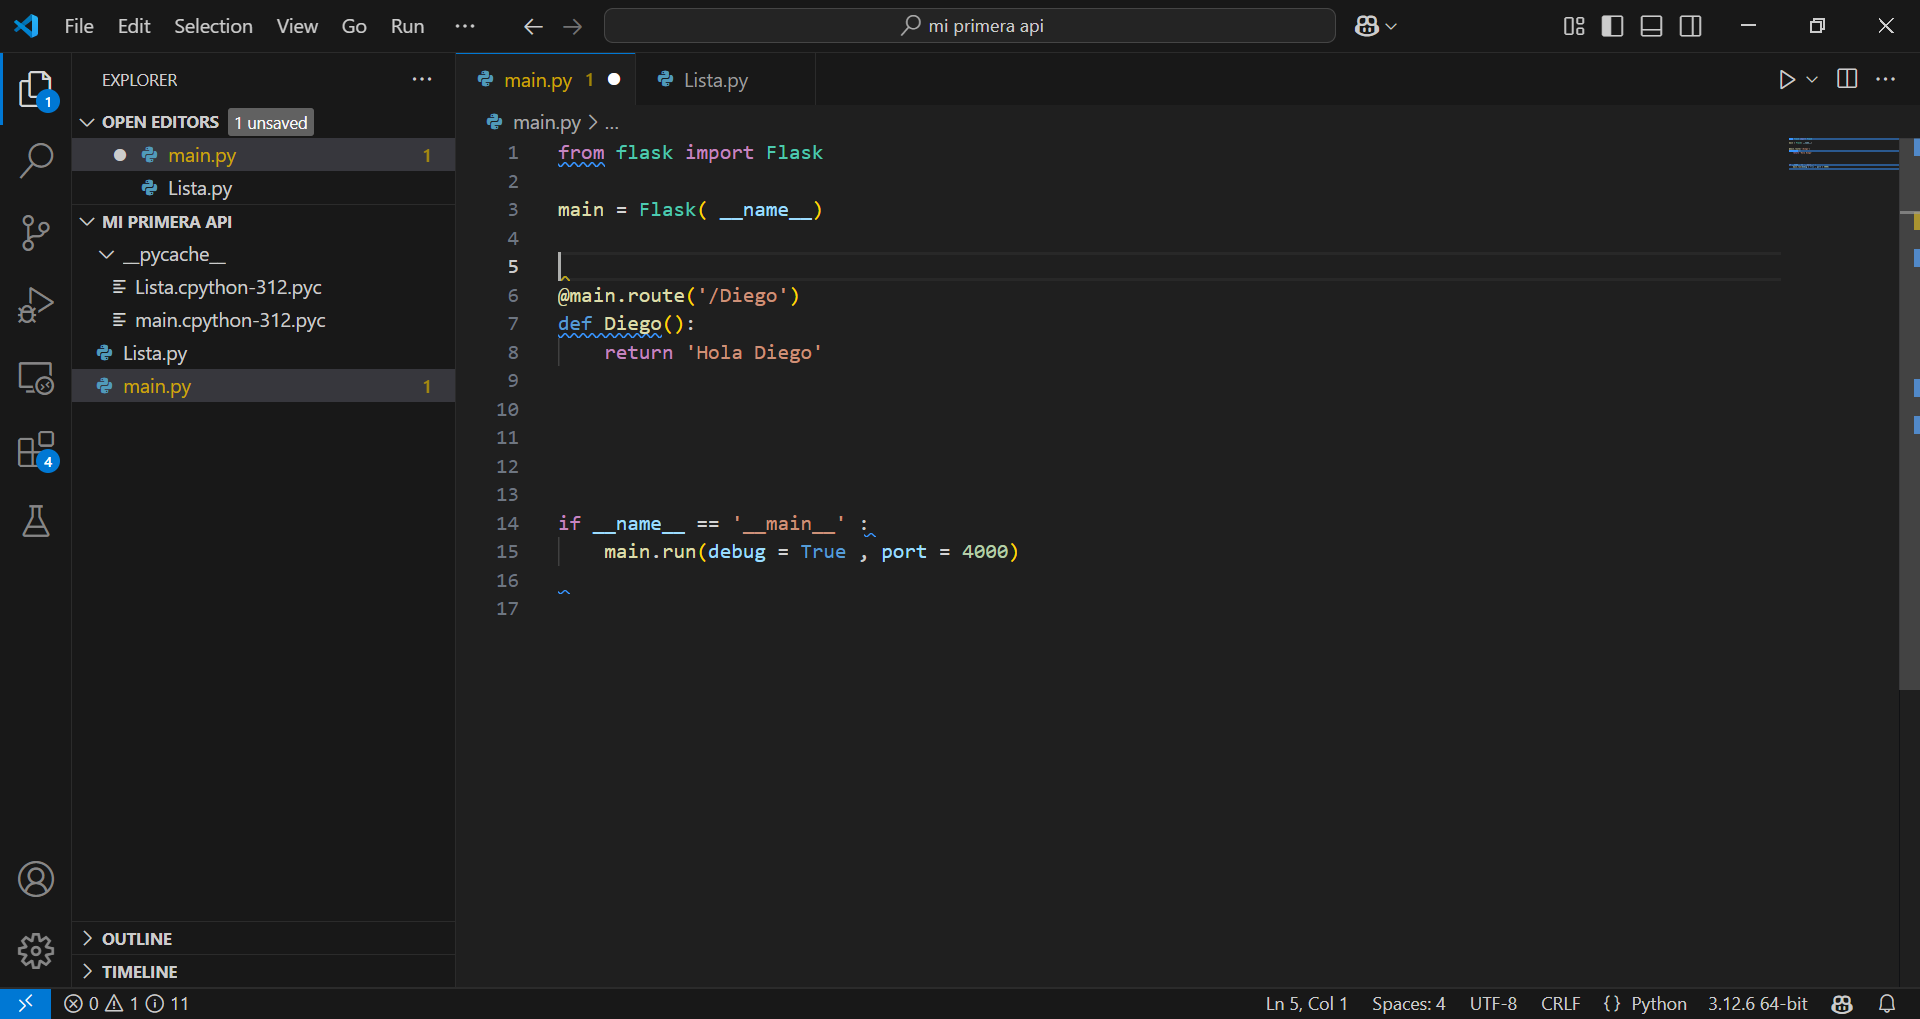 File Edit Selection View Go Run ··· mi primera api
EXPLORER ···
OPEN EDITORS 1 unsaved
main.py 1
Lista.py
MI PRIMERA API
__pycache__
Lista.cpython-312.pyc
main.cpython-312.pyc
Lista.py
main.py 1
OUTLINE
TIMELINE
1
4
main.py 1 Lista.py
main.py > ...
1 from flask import Flask
2
3 main = Flask( __name__)
4
5
6 @main.route('/Diego')
7 def Diego():
8 return 'Hola Diego'
9
10
11
12
13
14 if __name__ == '__main__' :
15 main.run(debug = True , port = 4000)
16
17
0 1 11 Ln 5, Col 1 Spaces: 4 UTF-8 CRLF {} Python 3.12.6 64-bit